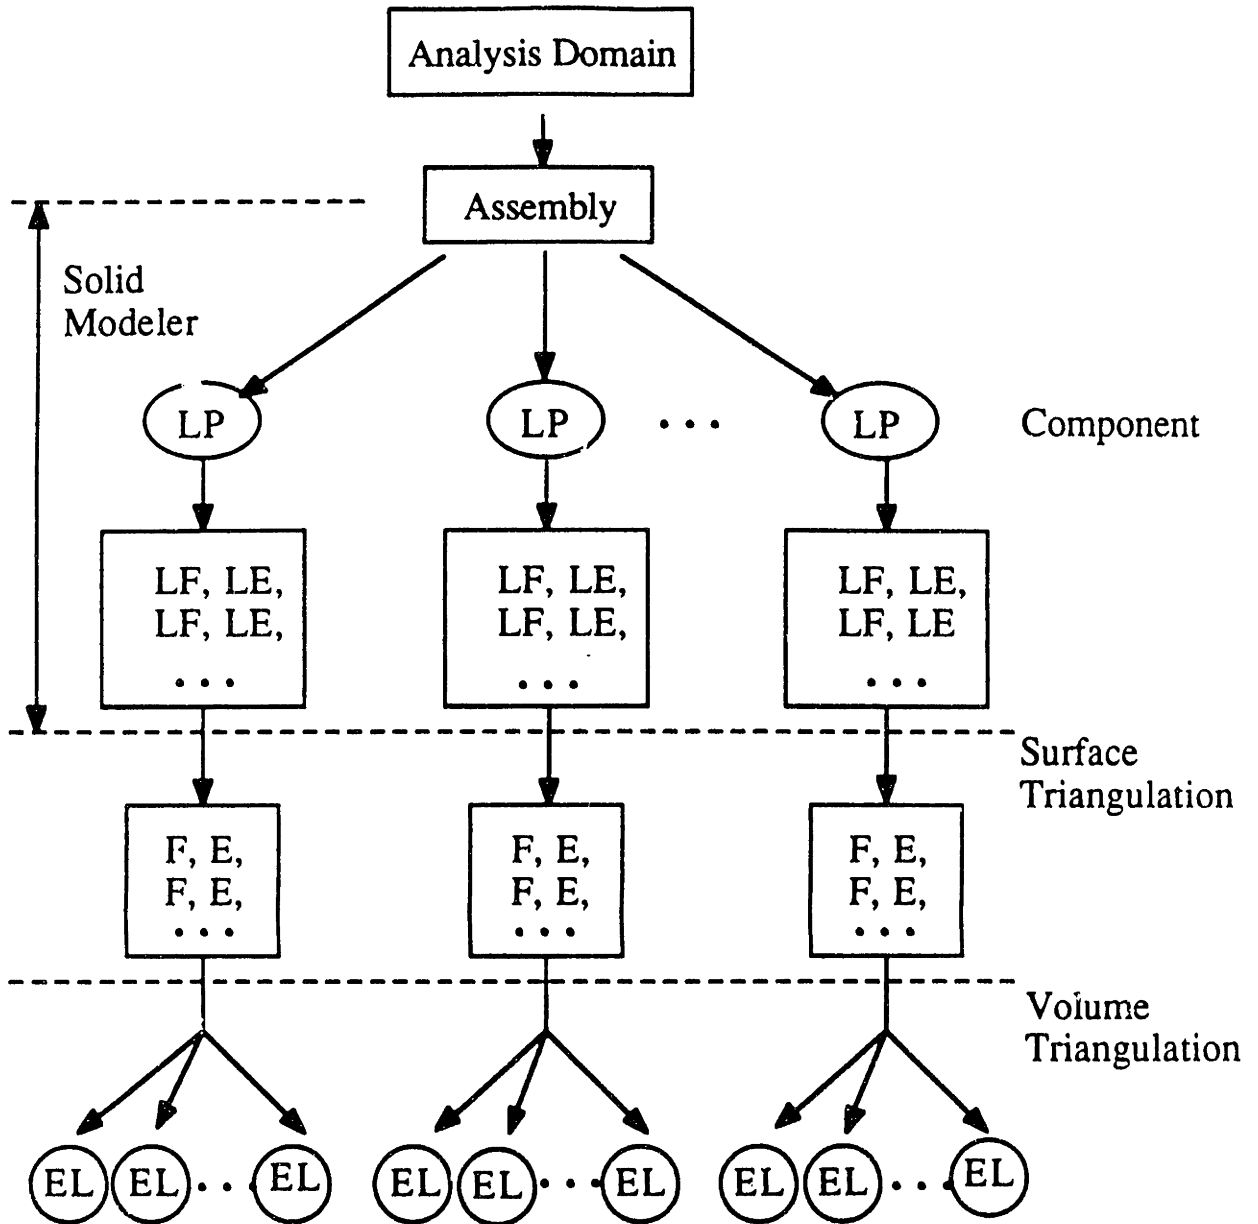 Analysis Domain
Assembly
Solid
Modeler
LP
LP
. . .
LP
Component
LF, LE,
LF, LE,
. . .
LF, LE,
LF, LE,
. . .
LF, LE,
LF, LE
. . .
Surface
Triangulation
F, E,
F, E,
. . .
F, E,
F, E,
. . .
F, E,
F, E,
. . .
Volume
Triangulation
EL EL . . . EL
EL EL . . . EL
EL EL . . . EL